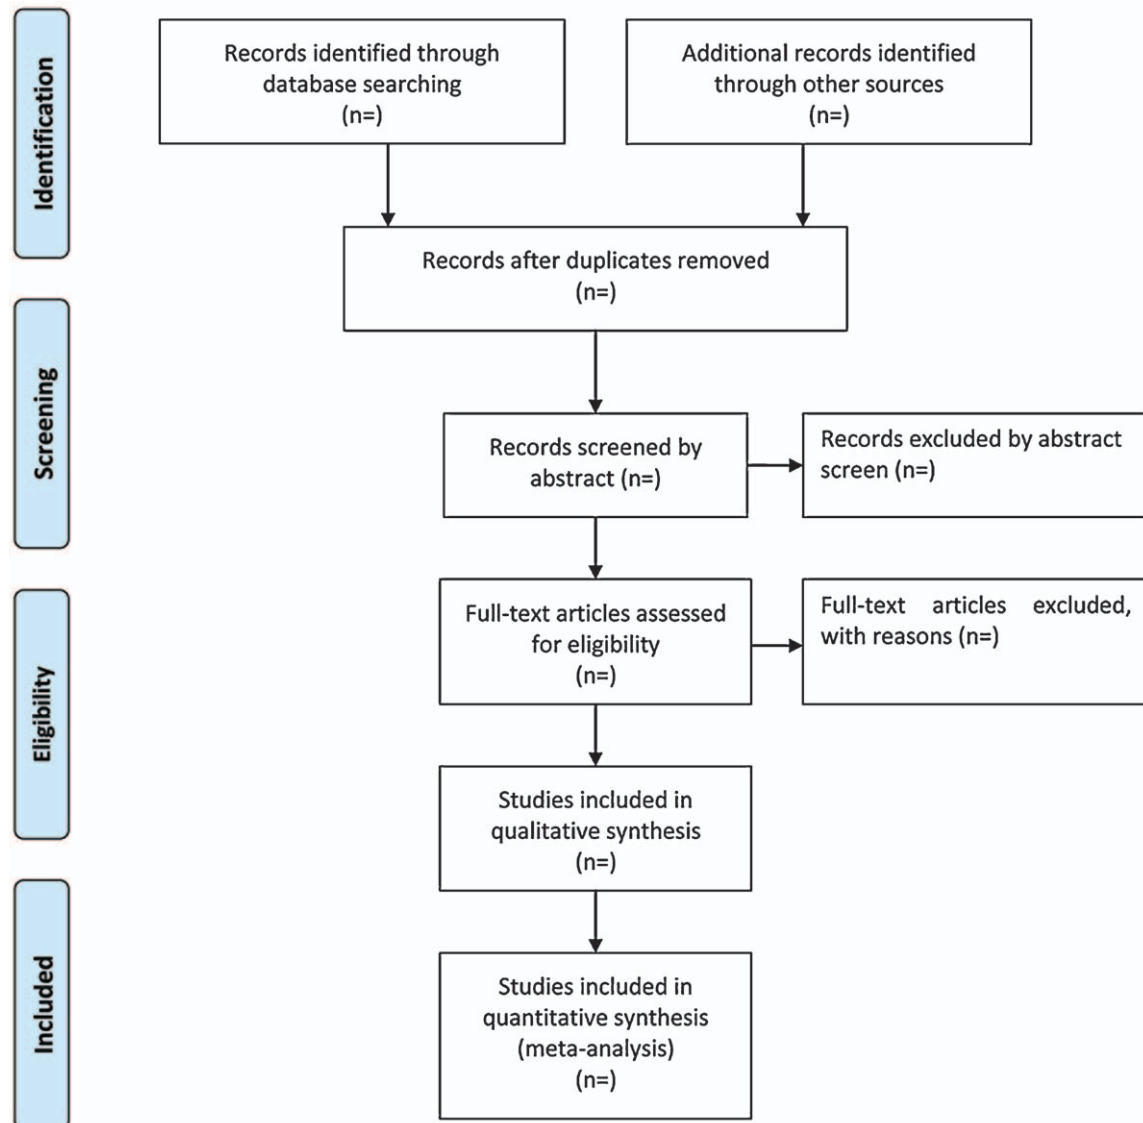 Identification
Records identified through
database searching
(n=)
Additional records identified
through other sources
(n=)
Records after duplicates removed
(n=)
Screening
Records screened by
abstract (n=)
Records excluded by abstract
screen (n=)
Eligibility
Full-text articles assessed
for eligibility
(n=)
Full-text articles excluded,
with reasons (n=)
Studies included in
qualitative synthesis
(n=)
Included
Studies included in
quantitative synthesis
(meta-analysis)
(n=)